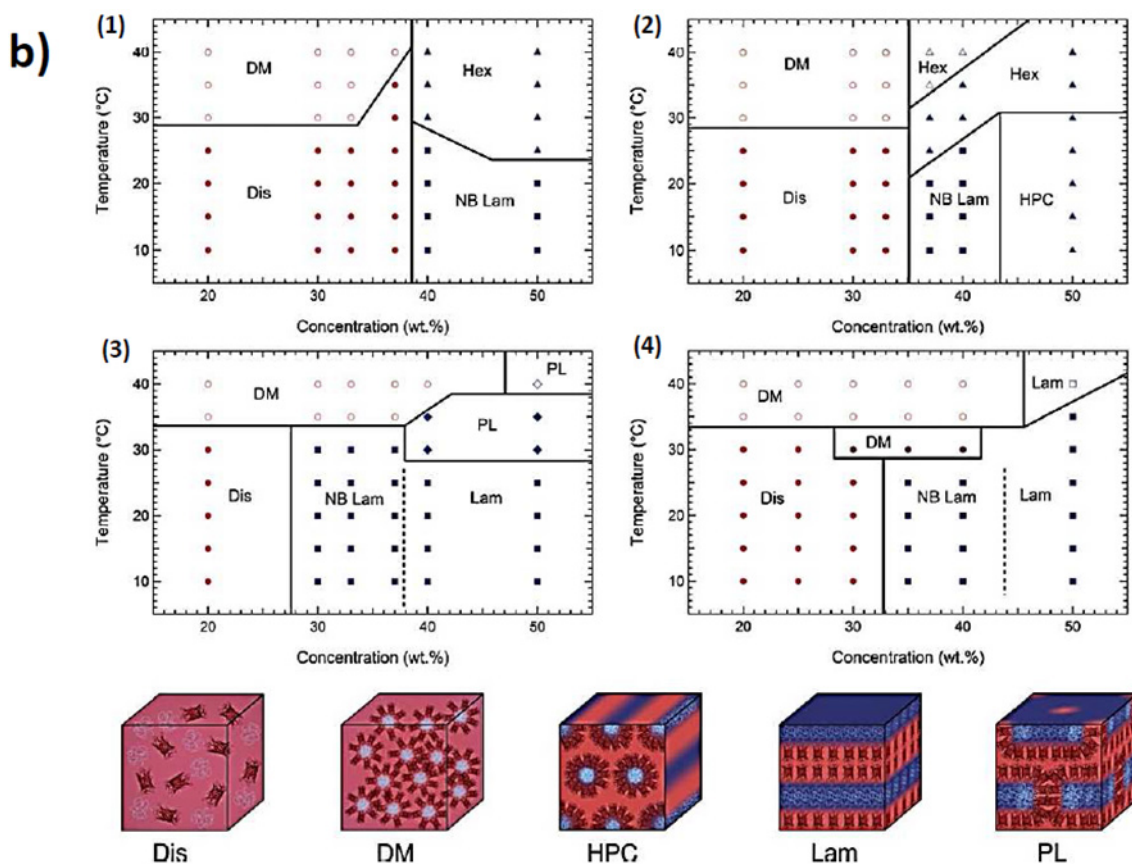 b)
(1)
40
30
20
10
Temperature (°C)
DM
Hex
Dis
NB Lam
20
30
40
50
Concentration (wt.%)
(2)
40
30
20
10
Temperature (°C)
DM
Hex
Hex
Dis
NB Lam
HPC
20
30
40
50
Concentration (wt.%)
(3)
40
30
20
10
Temperature (°C)
PL
DM
PL
Dis
NB Lam
Lam
20
30
40
50
Concentration (wt.%)
(4)
40
30
20
10
Temperature (°C)
Lam
DM
DM
Dis
NB Lam
Lam
20
30
40
50
Concentration (wt.%)
Dis
DM
HPC
Lam
PL